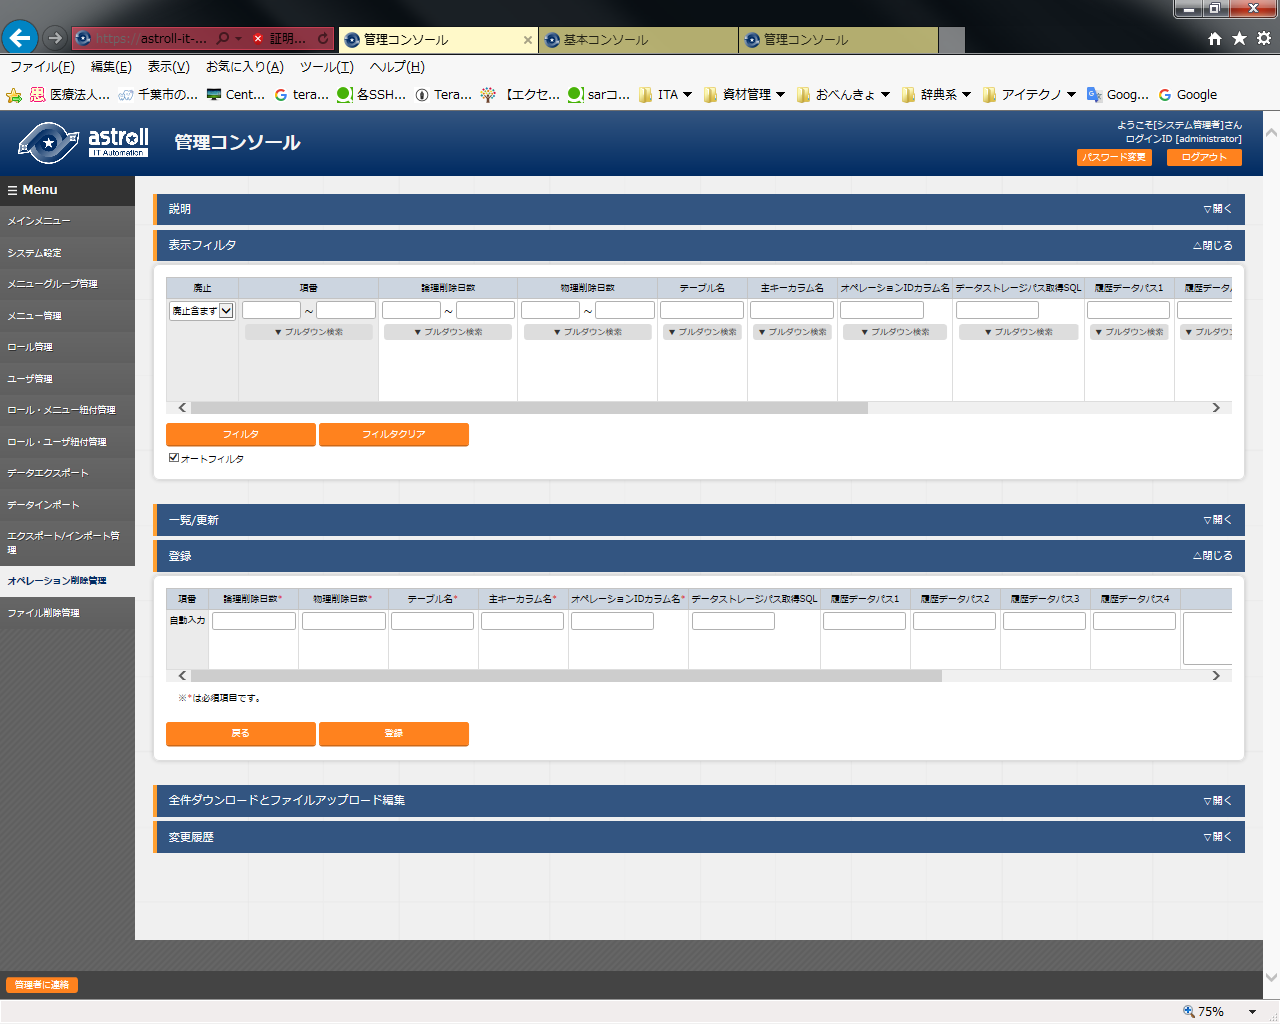 https://astroll-it-... 証明... 管理コンソール 基本コンソール 管理コンソール
ファイル(F) 編集(E) 表示(V) お気に入り(A) ツール(T) ヘルプ(H)
医療法人... 千葉市の... Cent... tera... 各SSH... Tera... 【エクセ... sarコ... ITA 資材管理 おべんきょ 辞典系 アイテクノ Goog... Google
astroll IT Automation
管理コンソール
ようこそ[システム管理者]さん
ログインID [administrator]
パスワード変更 ログアウト
Menu
メインメニュー
システム設定
メニューグループ管理
メニュー管理
ロール管理
ユーザ管理
ロール・メニュー紐付管理
ロール・ユーザ紐付管理
データエクスポート
データインポート
エクスポート/インポート管
理
オペレーション削除管理
ファイル削除管理
説明 ▽開く
表示フィルタ △閉じる
廃止 項番 論理削除日数 物理削除日数 テーブル名 主キーカラム名 オペレーションIDカラム名 データストレージパス取得SQL 履歴データパス1 履歴データパ
廃止含まず ～ ～ ～
▼ プルダウン検索 ▼ プルダウン検索 ▼ プルダウン検索 ▼ プルダウン検索 ▼ プルダウン検索 ▼ プルダウン検索 ▼ プルダウン検索 ▼ プルダウン検索 ▼ プルダウン
フィルタ フィルタクリア
オートフィルタ
一覧/更新 ▽開く
登録 △閉じる
項番 論理削除日数* 物理削除日数* テーブル名* 主キーカラム名* オペレーションIDカラム名* データストレージパス取得SQL 履歴データパス1 履歴データパス2 履歴データパス3 履歴データパス4
自動入力
※*は必須項目です。
戻る 登録
全件ダウンロードとファイルアップロード編集 ▽開く
変更履歴 ▽開く
管理者に連絡
75%